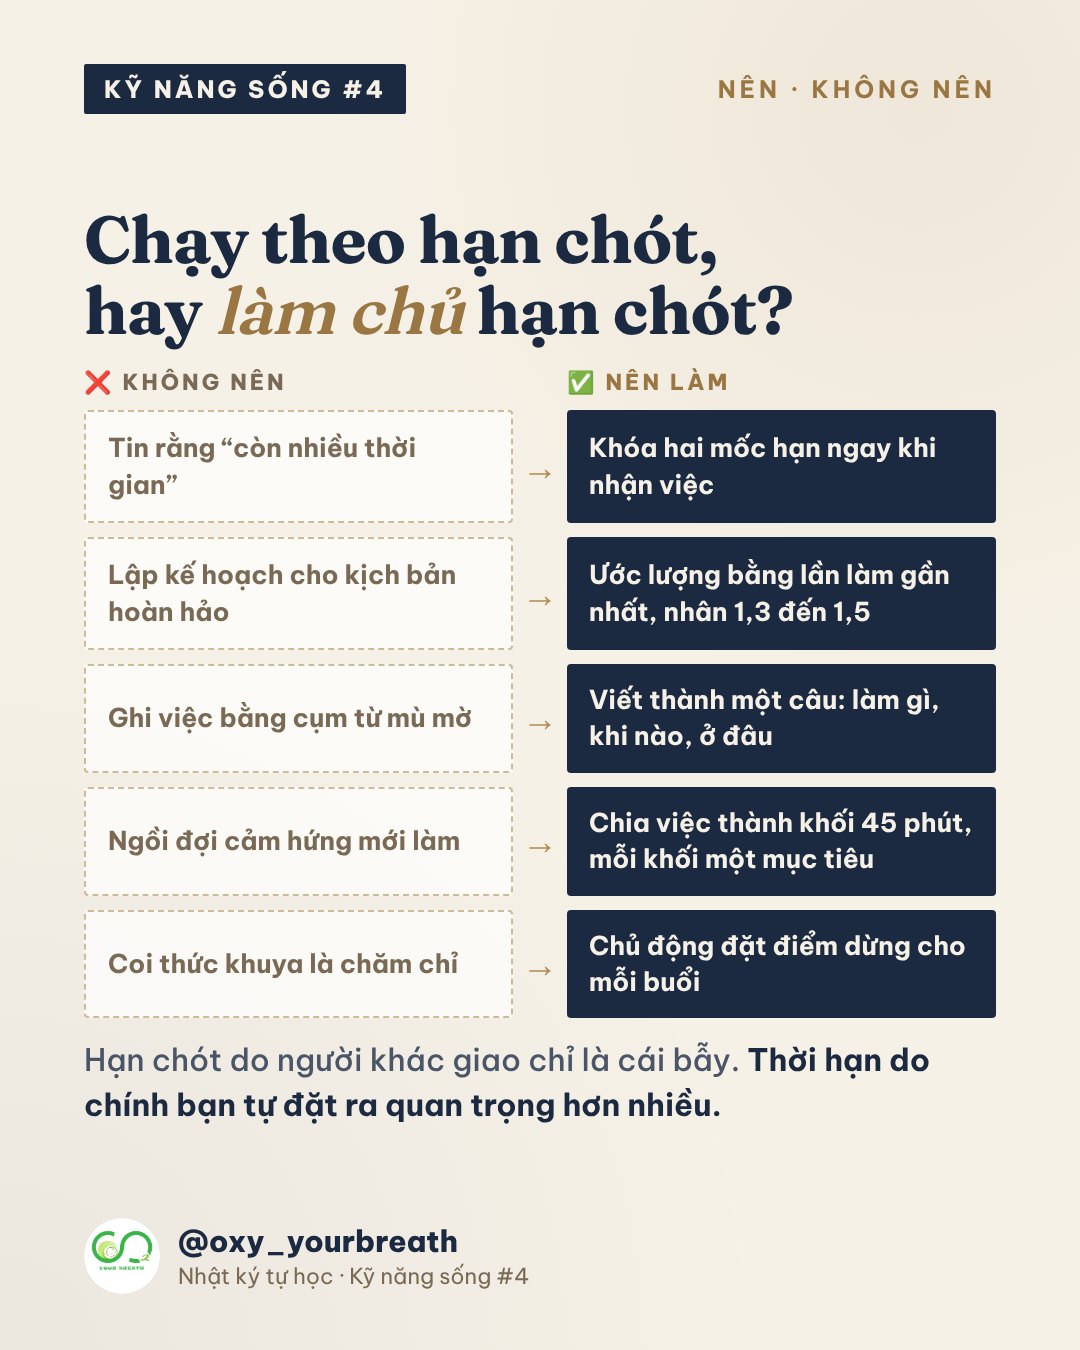 KỸ NĂNG SỐNG #4
NÊN · KHÔNG NÊN
Chạy theo hạn chót,
hay làm chủ hạn chót?
❌ KHÔNG NÊN
✅ NÊN LÀM
Tin rằng “còn nhiều thời
gian”
→
Khóa hai mốc hạn ngay khi
nhận việc
Lập kế hoạch cho kịch bản
hoàn hảo
→
Ước lượng bằng lần làm gần
nhất, nhân 1,3 đến 1,5
Ghi việc bằng cụm từ mù mờ
→
Viết thành một câu: làm gì,
khi nào, ở đâu
Ngồi đợi cảm hứng mới làm
→
Chia việc thành khối 45 phút,
mỗi khối một mục tiêu
Coi thức khuya là chăm chỉ
→
Chủ động đặt điểm dừng cho
mỗi buổi
Hạn chót do người khác giao chỉ là cái bẫy. Thời hạn do
chính bạn tự đặt ra quan trọng hơn nhiều.
YOUR BREATH
@oxy_yourbreath
Nhật ký tự học · Kỹ năng sống #4